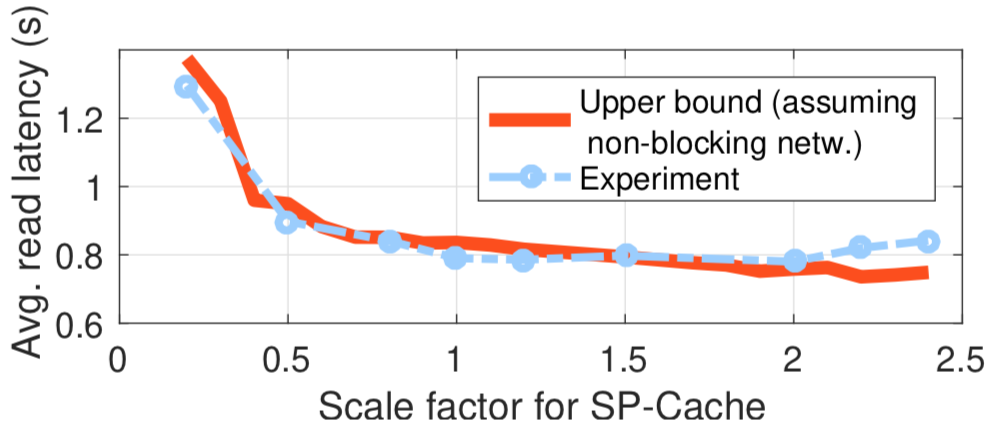 Avg. read latency (s)
1.2
1
0.8
0.6
0
0.5
1
1.5
2
2.5
Scale factor for SP-Cache
Upper bound (assuming
non-blocking netw.)
Experiment